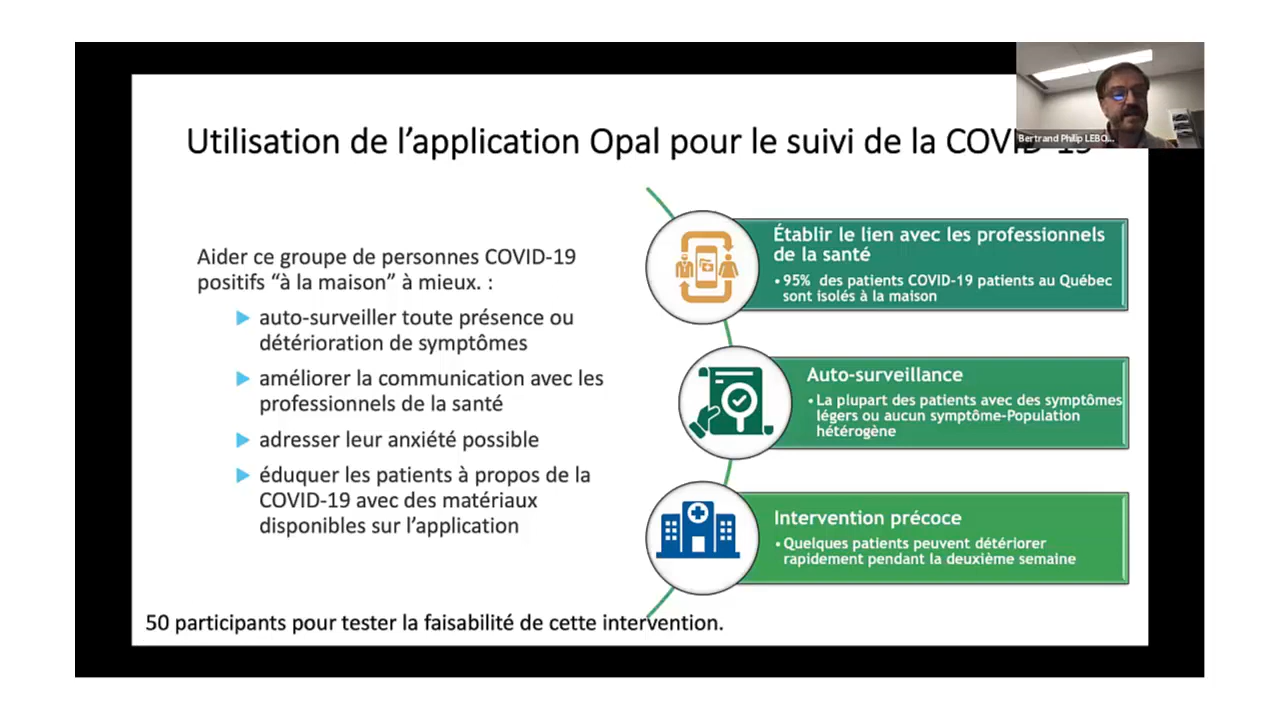 Utilisation de l’application Opal pour le suivi de la COVID-19
Bertrand Philip LEBO...
Aider ce groupe de personnes COVID-19
positifs “à la maison” à mieux. :
auto-surveiller toute présence ou
détérioration de symptômes
améliorer la communication avec les
professionnels de la santé
adresser leur anxiété possible
éduquer les patients à propos de la
COVID-19 avec des matériaux
disponibles sur l’application
Établir le lien avec les professionnels
de la santé
• 95% des patients COVID-19 patients au Québec
sont isolés à la maison
Auto-surveillance
• La plupart des patients avec des symptômes
légers ou aucun symptôme-Population
hétérogène
Intervention précoce
• Quelques patients peuvent détériorer
rapidement pendant la deuxième semaine
50 participants pour tester la faisabilité de cette intervention.